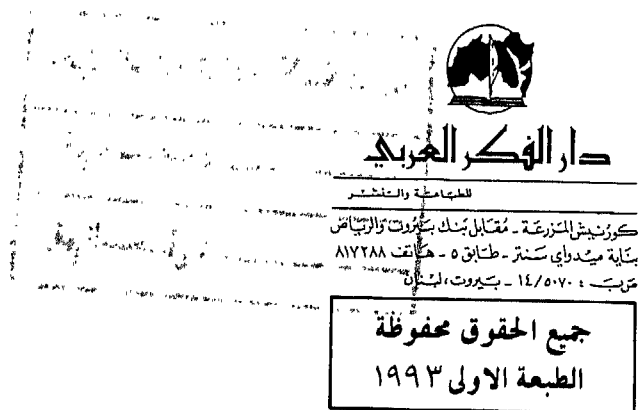 دار الفكر العربي
للطباعة والنشر
كورنيش المزرعة - مقابل بنك بيروت والرياض
بناية ميدواي سنتر - طابق ٥ - هاتف ٨١٧٢٨٨
ص.ب : ١٤/٥٠٧٠ - بيروت، لبنان
جميع الحقوق محفوظة
الطبعة الاولى ١٩٩٣